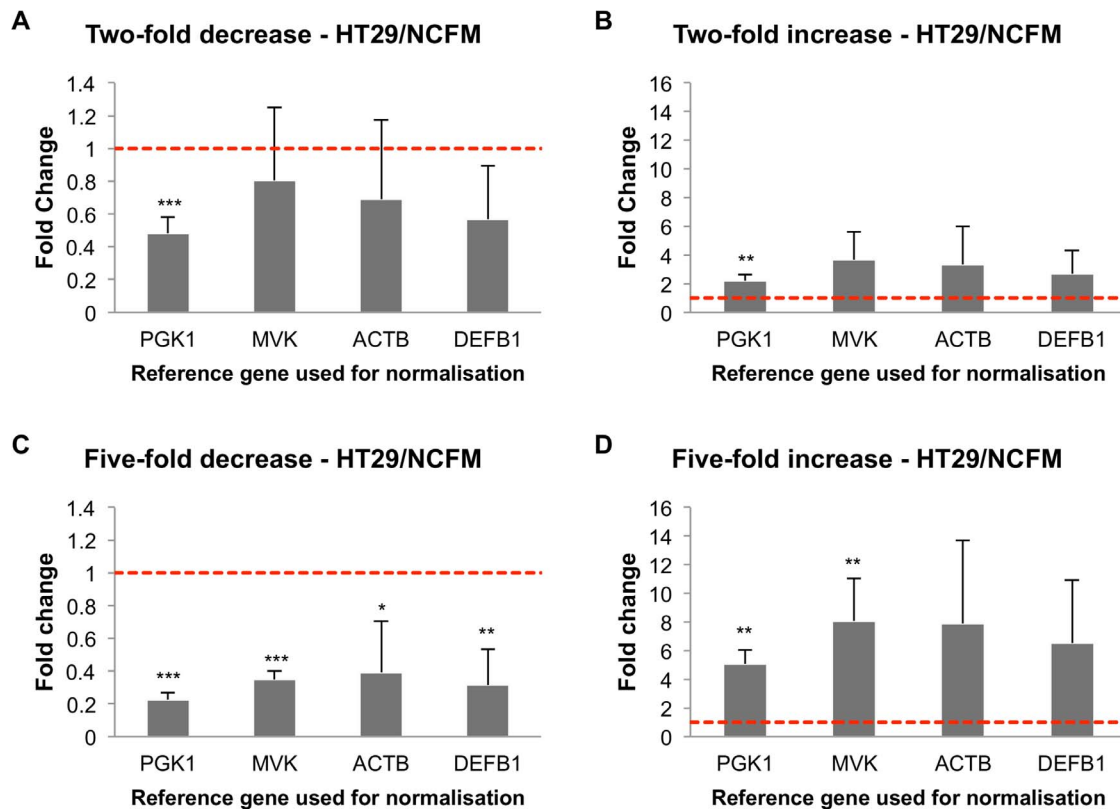 A
Two-fold decrease - HT29/NCFM
1.4
1.2
1
0.8
0.6
0.4
0.2
0
Fold Change
***
PGK1 MVK ACTB DEFB1
Reference gene used for normalisation
B
Two-fold increase - HT29/NCFM
16
14
12
10
8
6
4
2
0
Fold Change
**
PGK1 MVK ACTB DEFB1
Reference gene used for normalisation
C
Five-fold decrease - HT29/NCFM
1.4
1.2
1
0.8
0.6
0.4
0.2
0
Fold change
*** *** * **
PGK1 MVK ACTB DEFB1
Reference gene used for normalisation
D
Five-fold increase - HT29/NCFM
16
14
12
10
8
6
4
2
0
Fold change
** **
PGK1 MVK ACTB DEFB1
Reference gene used for normalisation